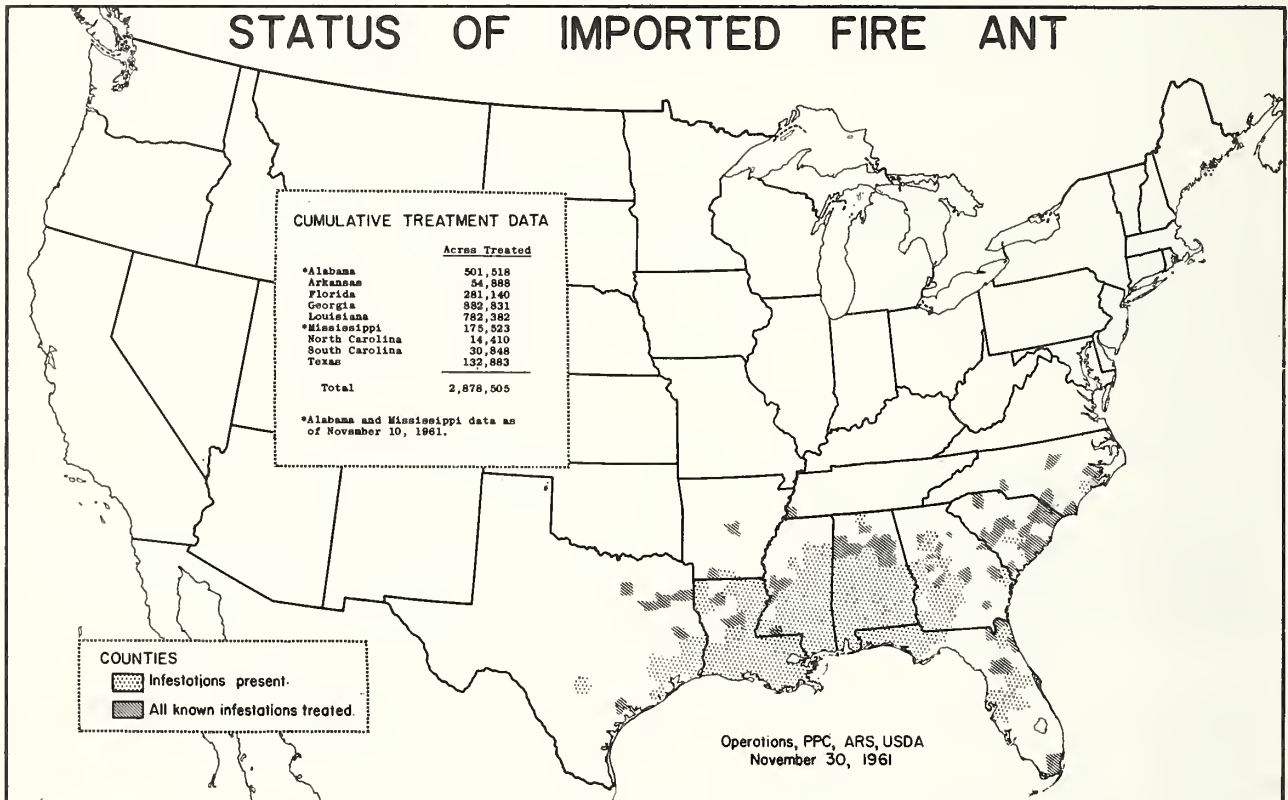 STATUS OF IMPORTED FIRE ANT
CUMULATIVE TREATMENT DATA
Acres Treated
*Alabama 501,518
Arkansas 54,888
Florida 281,140
Georgia 882,831
Louisiana 782,382
*Mississippi 175,523
North Carolina 14,410
South Carolina 30,848
Texas 132,883
Total 2,878,505
*Alabama and Mississippi data as
of November 10, 1961.
COUNTIES
Infestations present.
All known infestations treated.
Operations, PPC, ARS, USDA
November 30, 1961